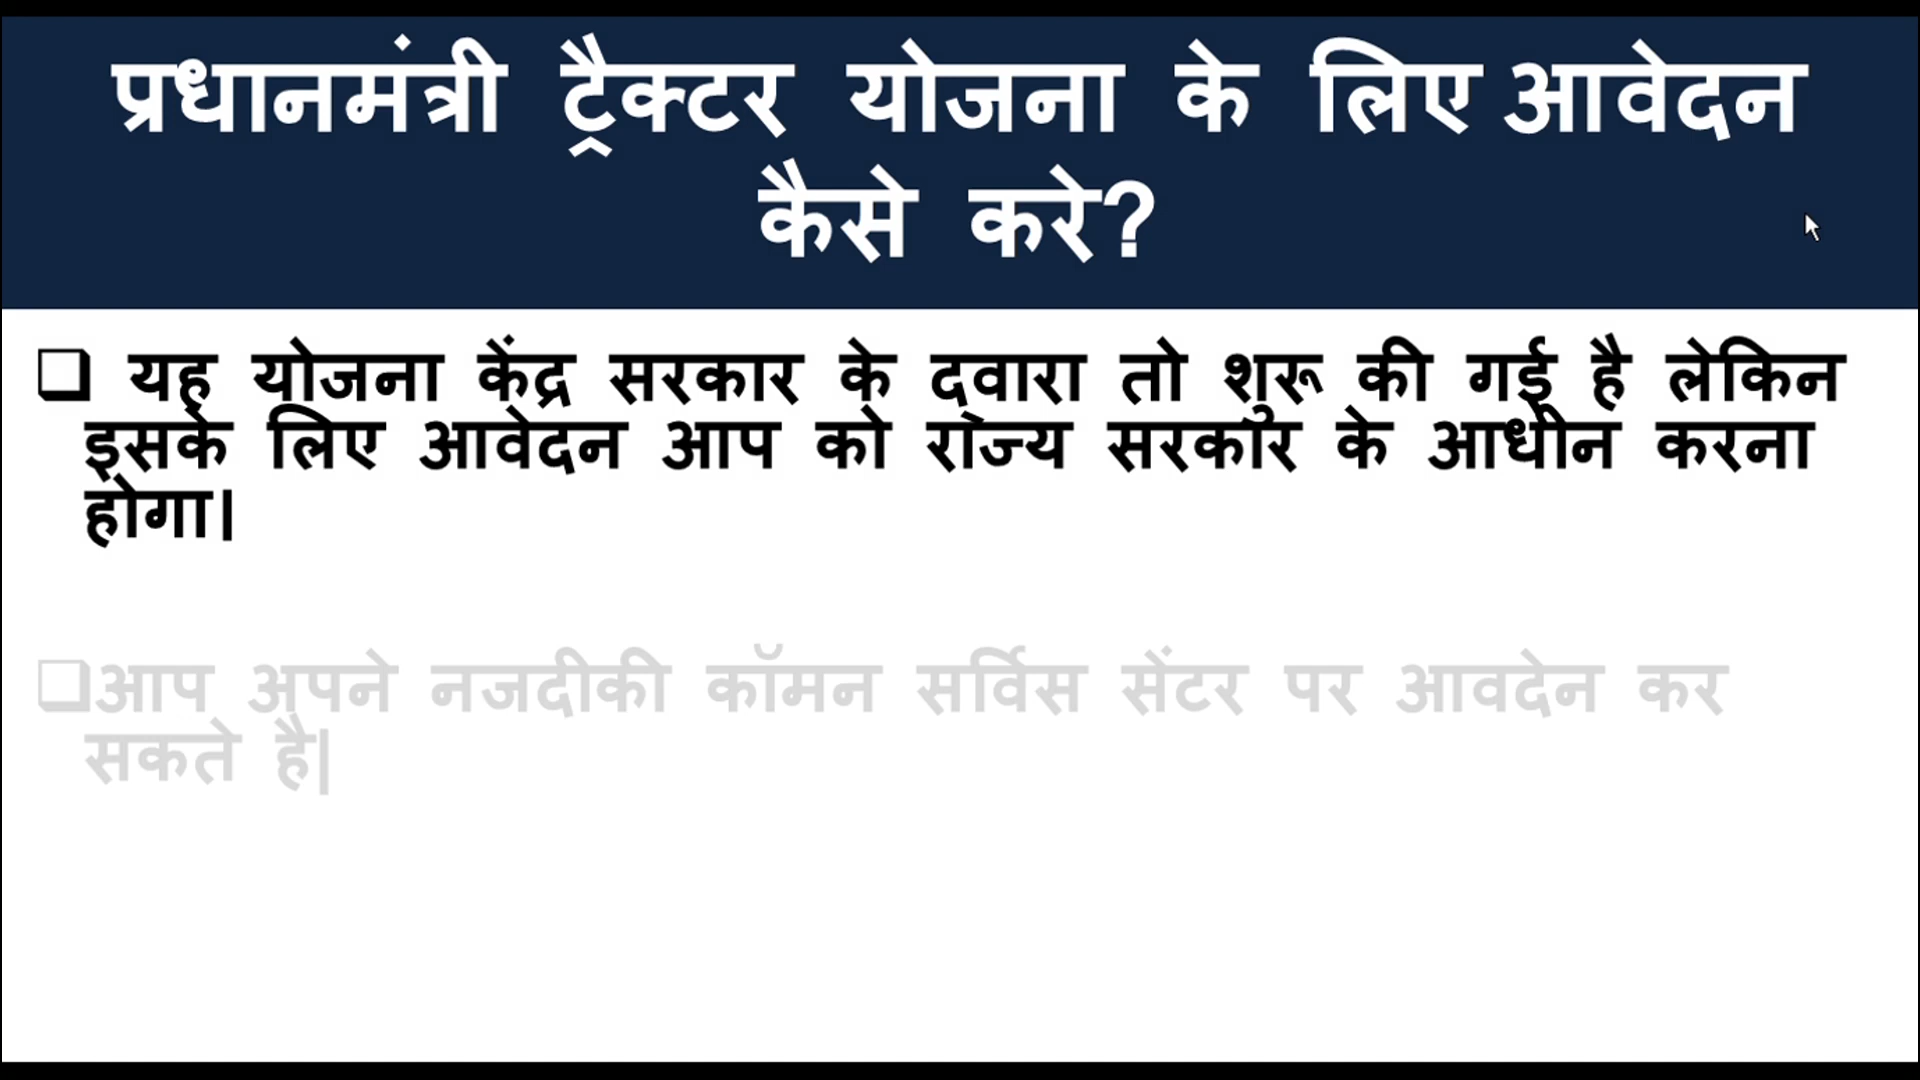 प्रधानमंत्री ट्रैक्टर योजना के लिए आवेदन
कैसे करे?
❑ यह योजना केंद्र सरकार के दवारा तो शुरू की गई है लेकिन
इसके लिए आवेदन आप को राज्य सरकार के आधीन करना
होगा|
❑आप अपने नजदीकी कॉमन सर्विस सेंटर पर आवदेन कर
सकते है|